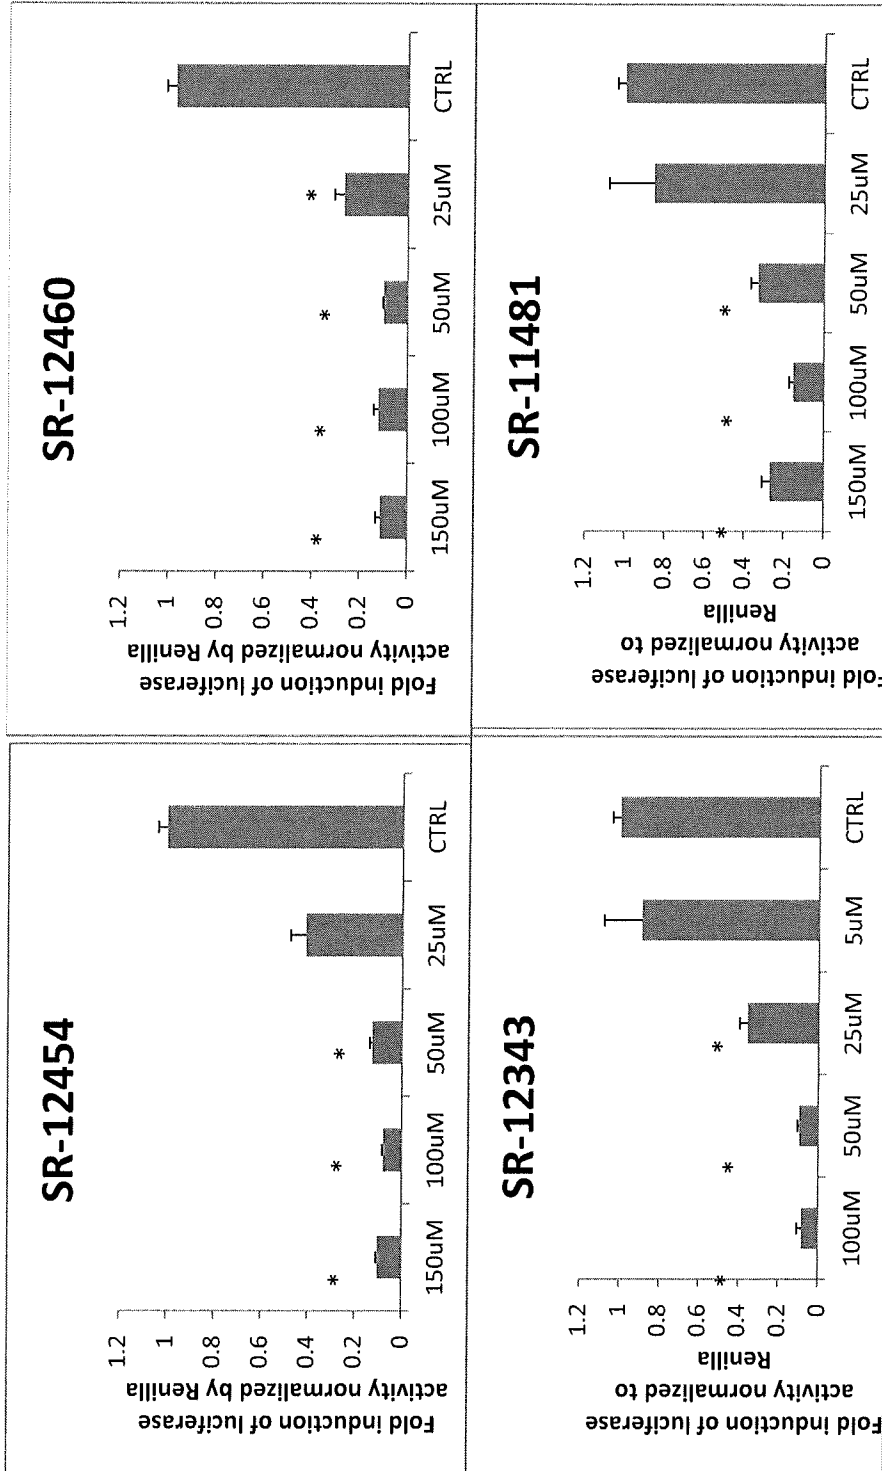 SR-12454
Fold induction of luciferase
activity normalized by Renilla
1.2
1
0.8
0.6
0.4
0.2
0
* * *
150uM 100uM 50uM 25uM CTRL
SR-12460
Fold induction of luciferase
activity normalized by Renilla
1.2
1
0.8
0.6
0.4
0.2
0
* * * *
150uM 100uM 50uM 25uM CTRL
SR-12343
Fold induction of luciferase
activity normalized to
Renilla
1.2
1
0.8
0.6
0.4
0.2
0
* * *
100uM 50uM 25uM 5uM CTRL
SR-11481
Fold induction of luciferase
activity normalized to
Renilla
1.2
1
0.8
0.6
0.4
0.2
0
* * *
150uM 100uM 50uM 25uM CTRL